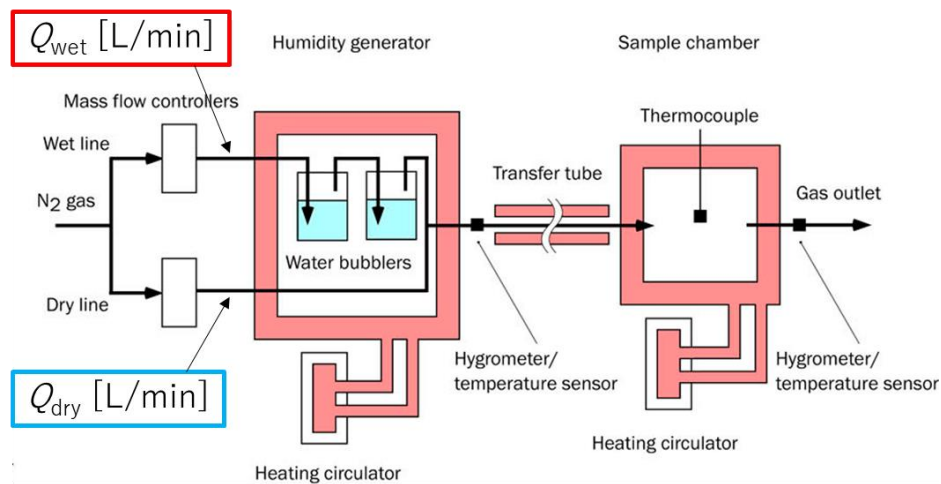 Q_wet [L/min]
Humidity generator
Sample chamber
Mass flow controllers
Wet line
N2 gas
Dry line
Water bubblers
Transfer tube
Thermocouple
Gas outlet
Q_dry [L/min]
Hygrometer/
temperature sensor
Hygrometer/
temperature sensor
Heating circulator
Heating circulator